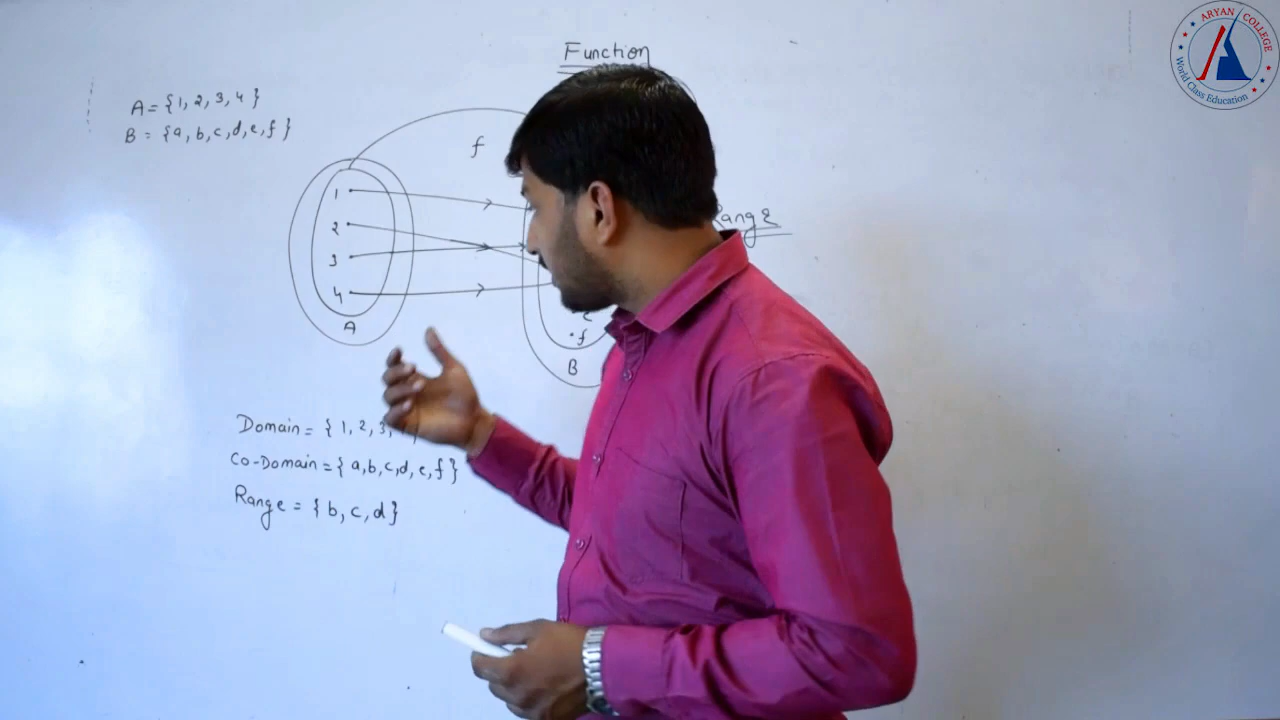 ARYAN COLLEGE
World Class Education
Function
A = {1, 2, 3, 4 }
B = {a, b, c, d, e, f }
f
1
2
3
4
A
f
B
Range
Domain = { 1, 2, 3,
Co-Domain = { a, b, c, d, e, f }
Range = { b, c, d }